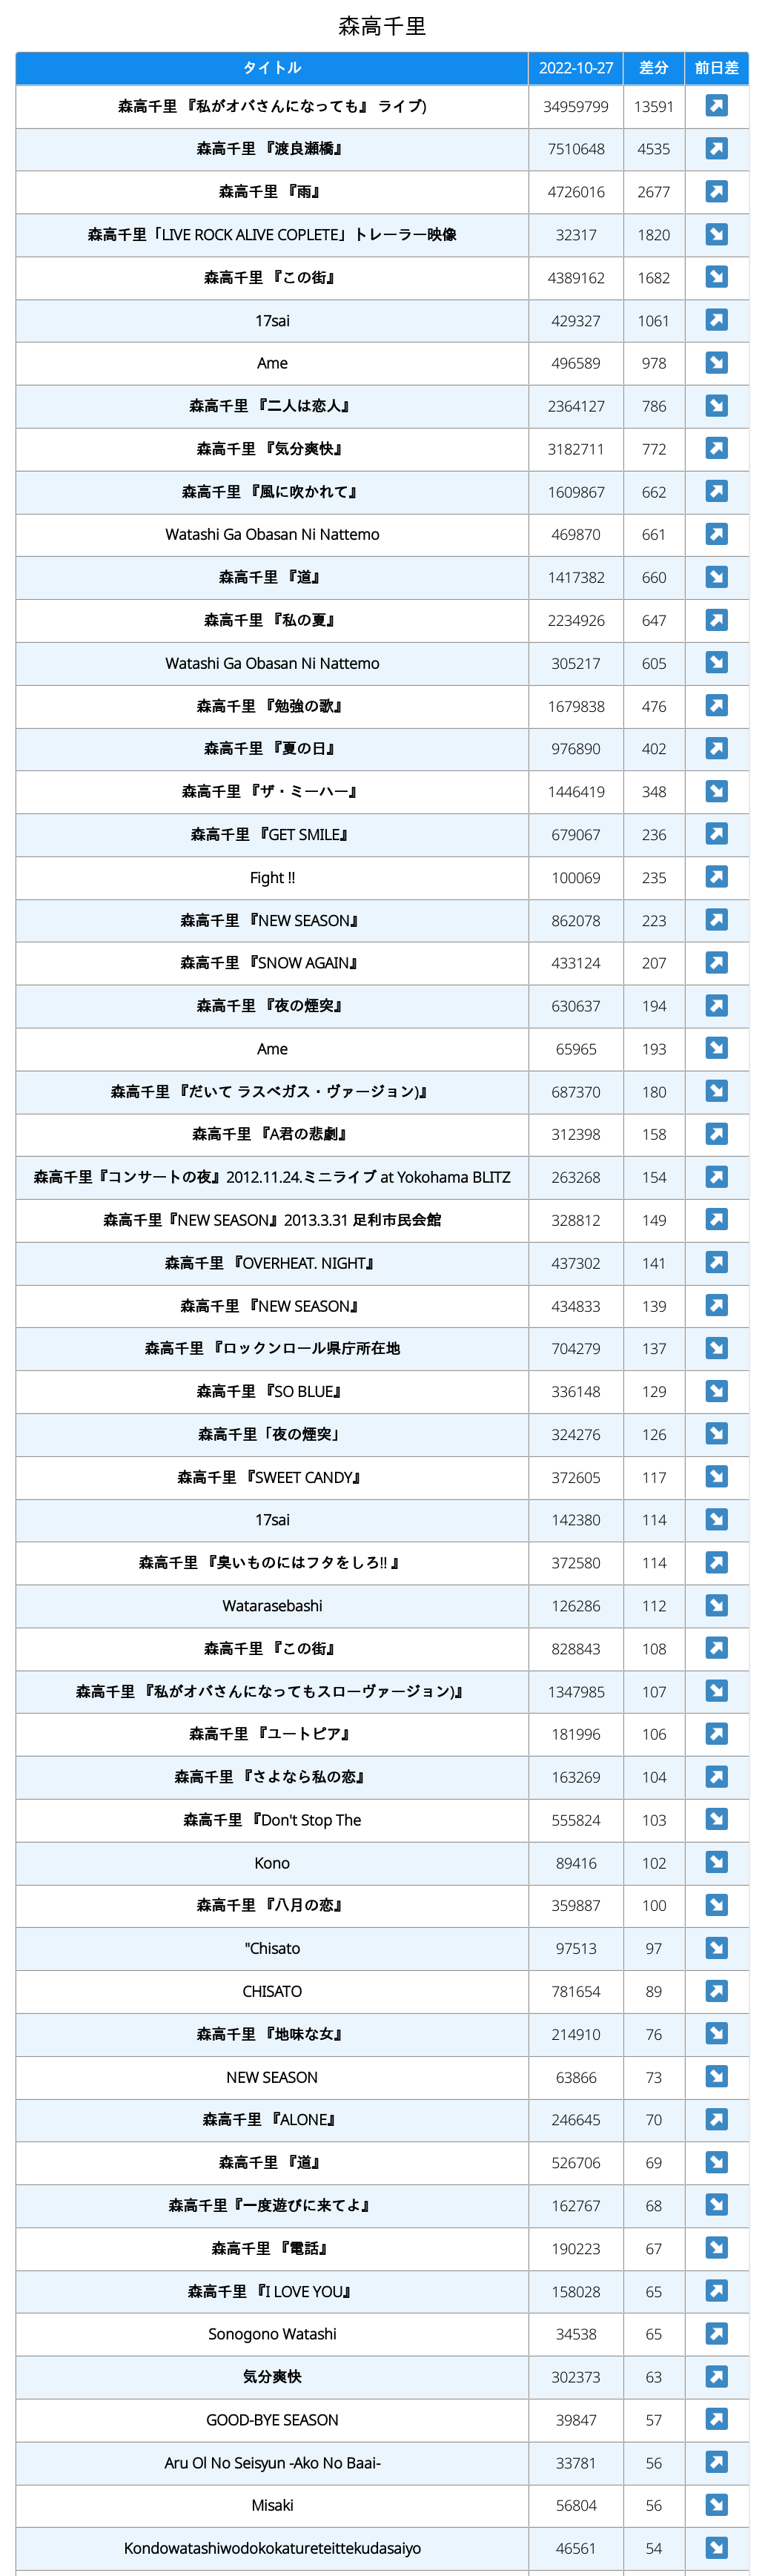 森高千里
タイトル 2022-10-27 差分 前日差
森高千里 『私がオバさんになっても』 ライブ) 34959799 13591
森高千里 『渡良瀬橋』 7510648 4535
森高千里 『雨』 4726016 2677
森高千里「LIVE ROCK ALIVE COPLETE」トレーラー映像 32317 1820
森高千里 『この街』 4389162 1682
17sai 429327 1061
Ame 496589 978
森高千里 『二人は恋人』 2364127 786
森高千里 『気分爽快』 3182711 772
森高千里 『風に吹かれて』 1609867 662
Watashi Ga Obasan Ni Nattemo 469870 661
森高千里 『道』 1417382 660
森高千里 『私の夏』 2234926 647
Watashi Ga Obasan Ni Nattemo 305217 605
森高千里 『勉強の歌』 1679838 476
森高千里 『夏の日』 976890 402
森高千里 『ザ・ミーハー』 1446419 348
森高千里 『GET SMILE』 679067 236
Fight !! 100069 235
森高千里 『NEW SEASON』 862078 223
森高千里 『SNOW AGAIN』 433124 207
森高千里 『夜の煙突』 630637 194
Ame 65965 193
森高千里 『だいて ラスベガス・ヴァージョン)』 687370 180
森高千里 『A君の悲劇』 312398 158
森高千里『コンサートの夜』2012.11.24.ミニライブ at Yokohama BLITZ 263268 154
森高千里『NEW SEASON』2013.3.31 足利市民会館 328812 149
森高千里 『OVERHEAT. NIGHT』 437302 141
森高千里 『NEW SEASON』 434833 139
森高千里 『ロックンロール県庁所在地 704279 137
森高千里 『SO BLUE』 336148 129
森高千里「夜の煙突」 324276 126
森高千里 『SWEET CANDY』 372605 117
17sai 142380 114
森高千里 『臭いものにはフタをしろ!! 』 372580 114
Watarasebashi 126286 112
森高千里 『この街』 828843 108
森高千里 『私がオバさんになってもスローヴァージョン)』 1347985 107
森高千里 『ユートピア』 181996 106
森高千里 『さよなら私の恋』 163269 104
森高千里 『Don't Stop The 555824 103
Kono 89416 102
森高千里 『八月の恋』 359887 100
"Chisato 97513 97
CHISATO 781654 89
森高千里 『地味な女』 214910 76
NEW SEASON 63866 73
森高千里 『ALONE』 246645 70
森高千里 『道』 526706 69
森高千里『一度遊びに来てよ』 162767 68
森高千里 『電話』 190223 67
森高千里 『I LOVE YOU』 158028 65
Sonogono Watashi 34538 65
気分爽快 302373 63
GOOD-BYE SEASON 39847 57
Aru Ol No Seisyun -Ako No Baai- 33781 56
Misaki 56804 56
Kondowatashiwodokokatureteittekudasaiyo 46561 54